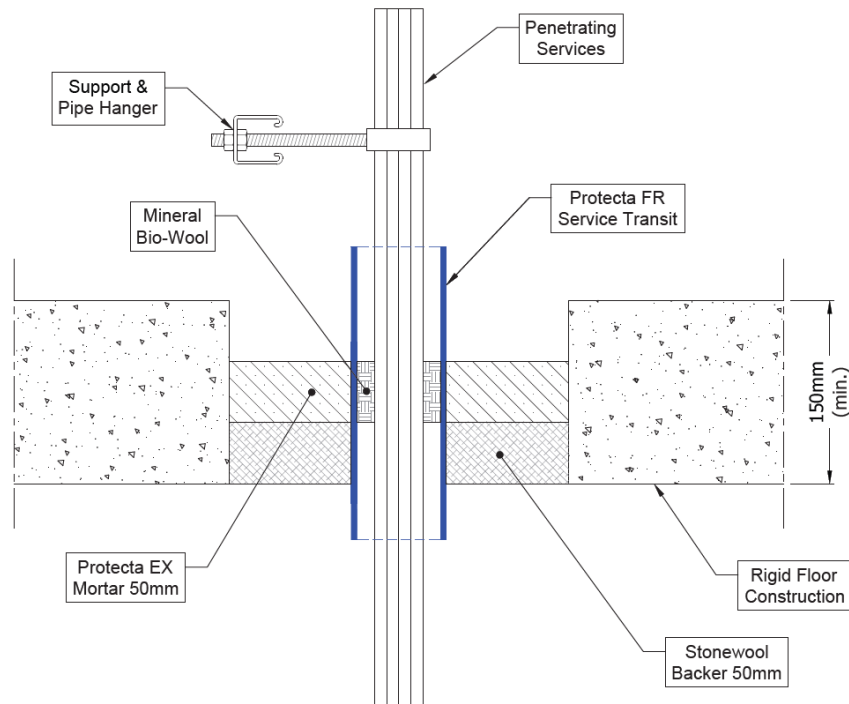 Penetrating
Services
Support &
Pipe Hanger
Protecta FR
Service Transit
Mineral
Bio-Wool
150mm
(min.)
Protecta EX
Mortar 50mm
Rigid Floor
Construction
Stonewool
Backer 50mm